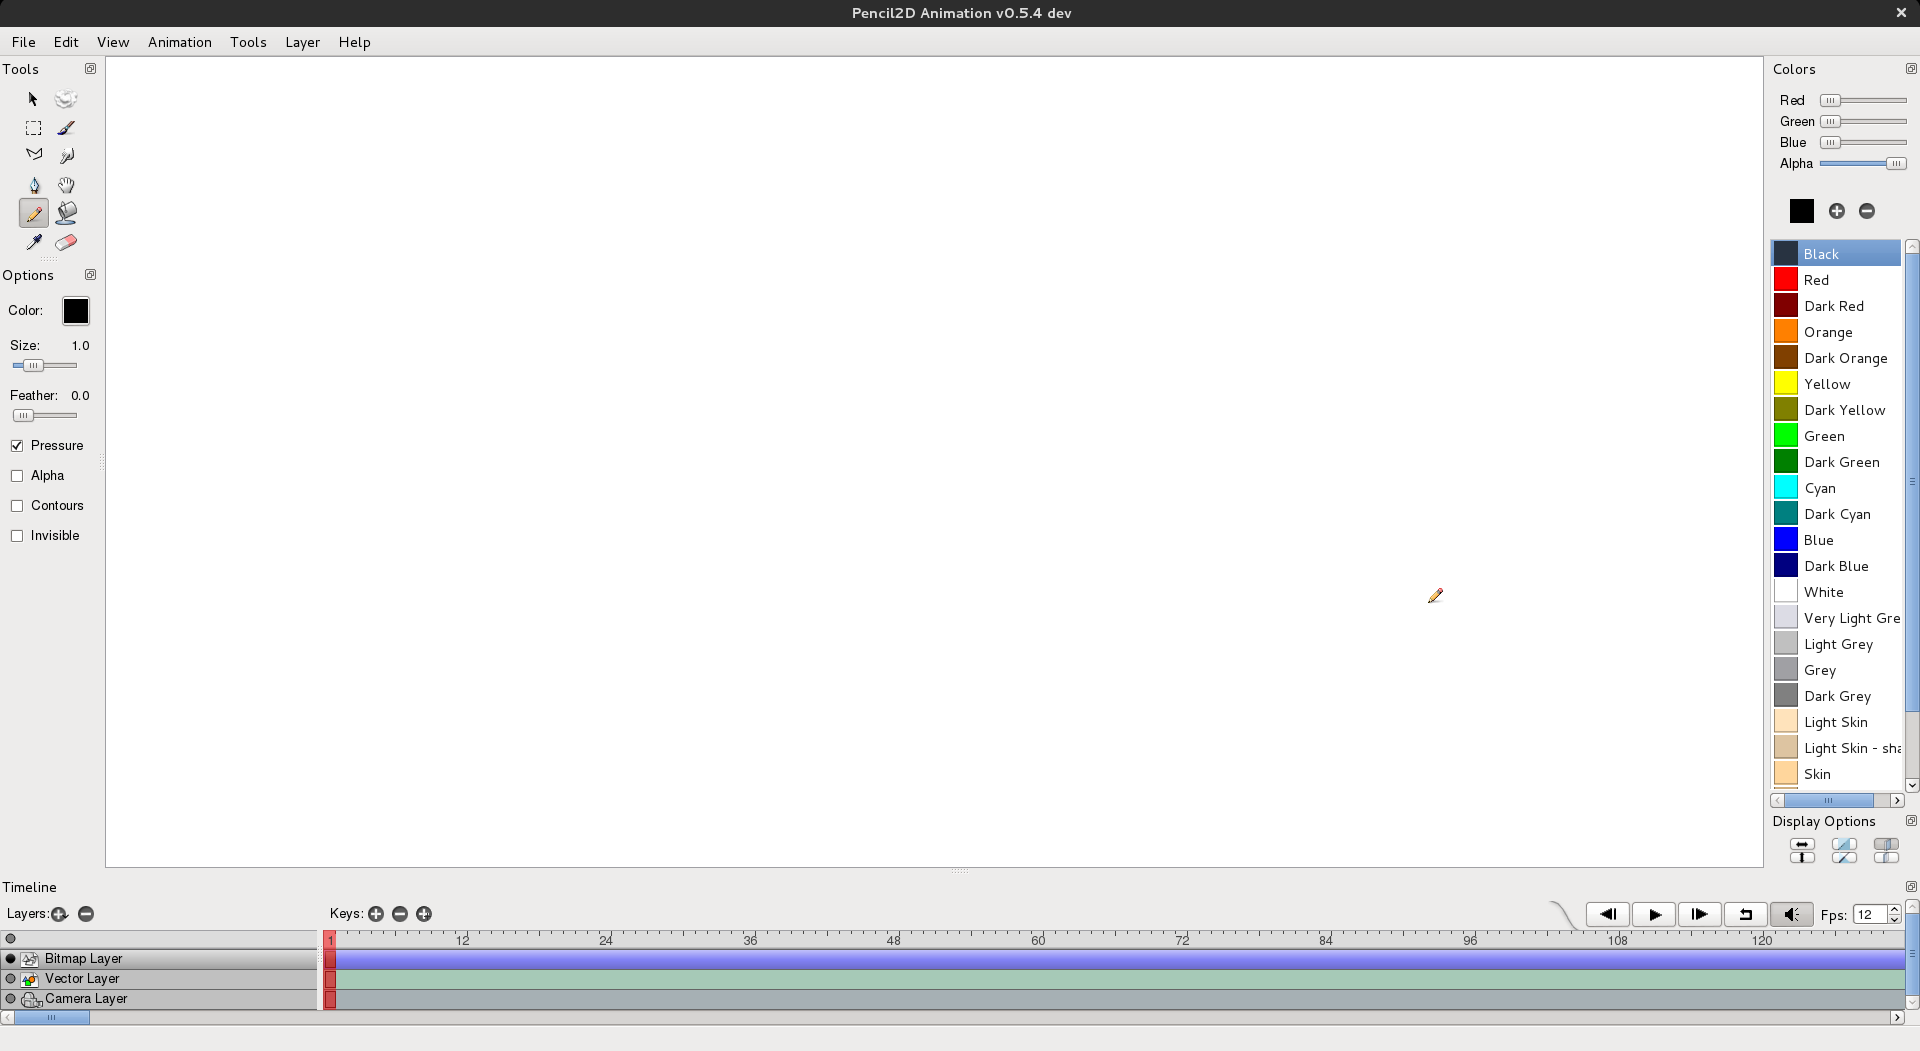 Pencil2D Animation v0.5.4 dev
File Edit View Animation Tools Layer Help
Tools
Options
Color:
Size: 1.0
Feather: 0.0
Pressure
Alpha
Contours
Invisible
Colors
Red
Green
Blue
Alpha
Black
Red
Dark Red
Orange
Dark Orange
Yellow
Dark Yellow
Green
Dark Green
Cyan
Dark Cyan
Blue
Dark Blue
White
Very Light Gre
Light Grey
Grey
Dark Grey
Light Skin
Light Skin - sha
Skin
Display Options
Timeline
Layers: Keys: Fps: 12
1 12 24 36 48 60 72 84 96 108 120
Bitmap Layer
Vector Layer
Camera Layer